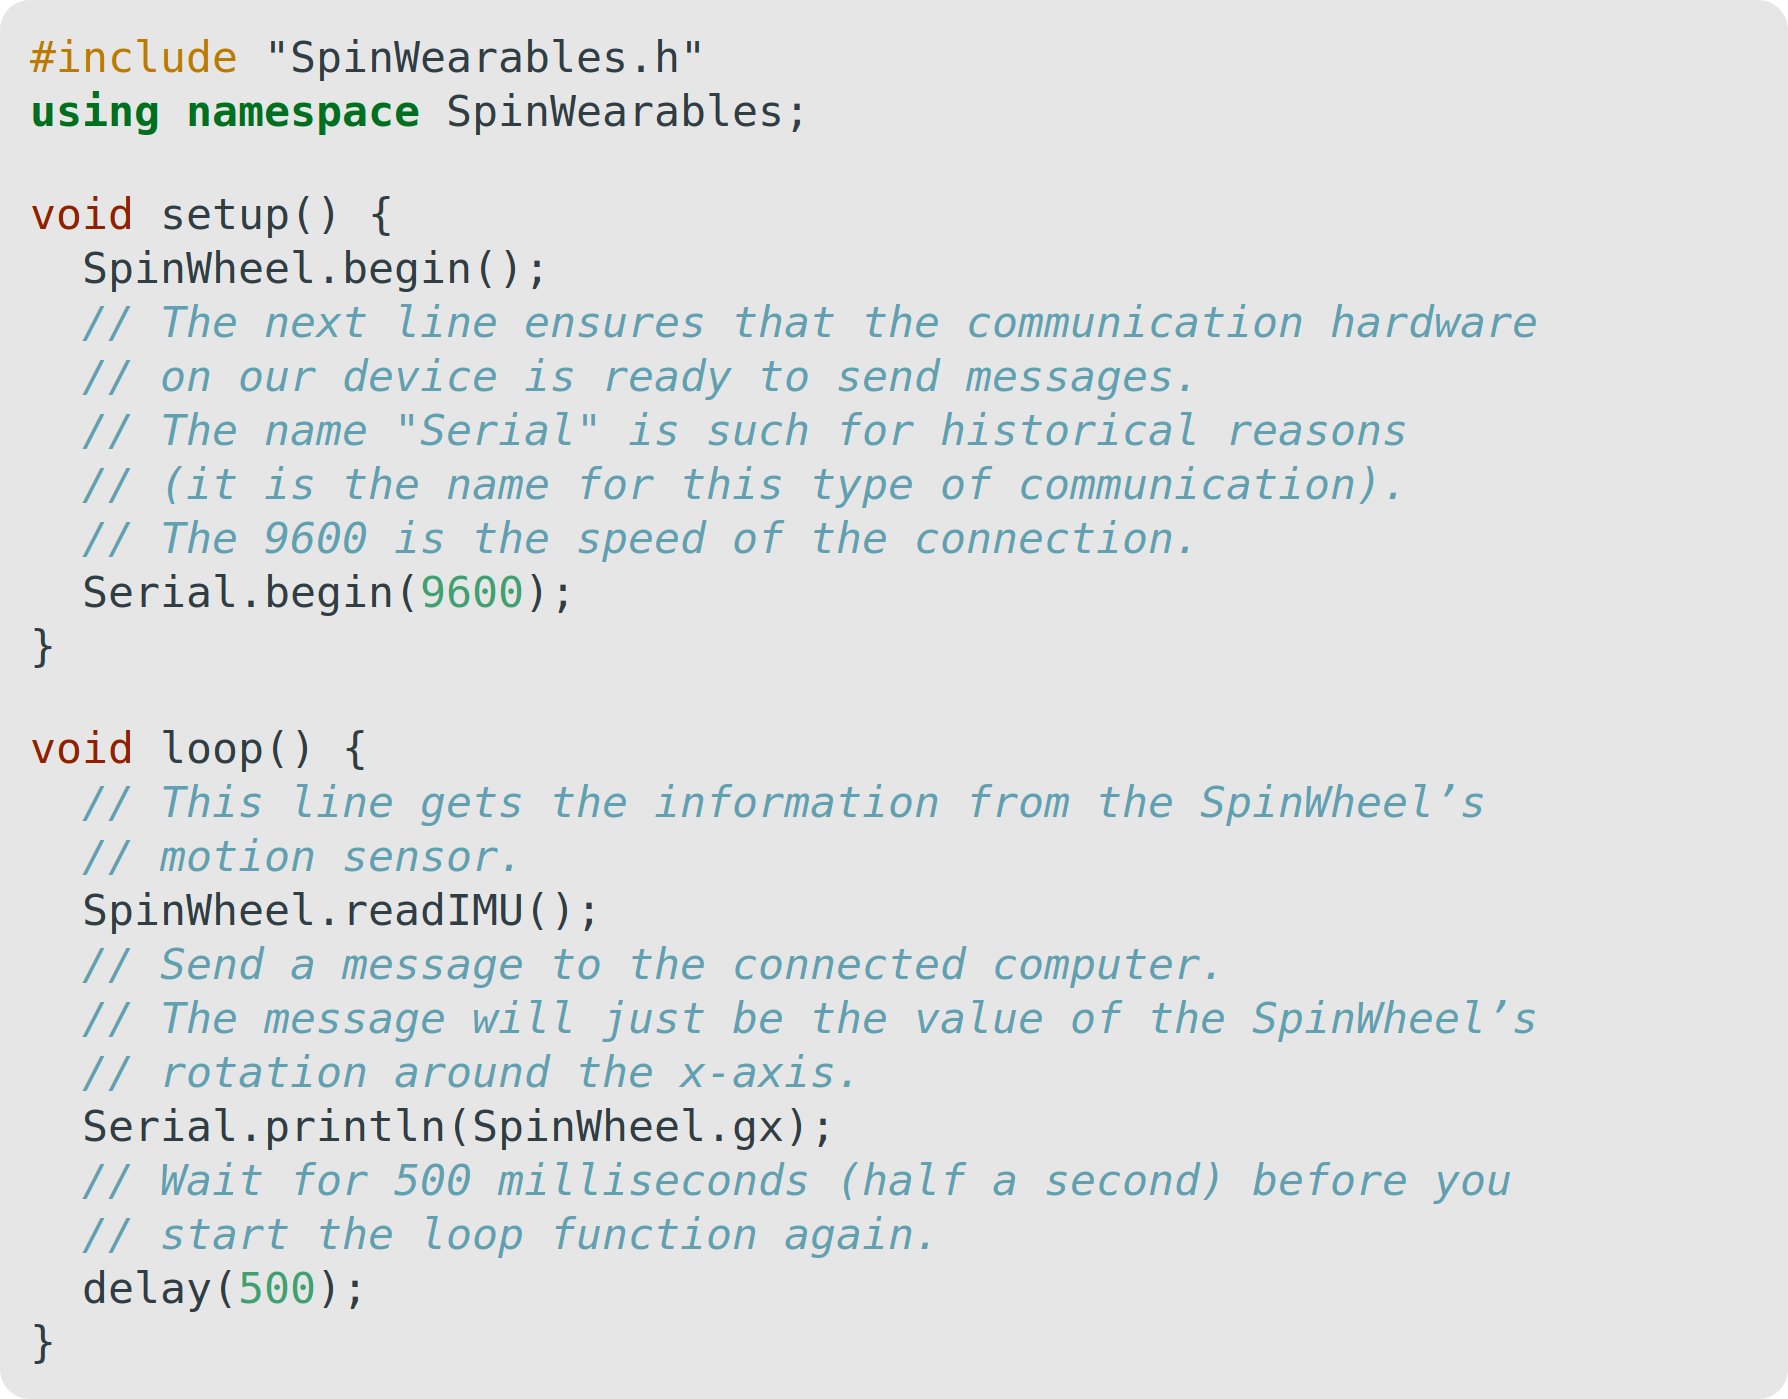 #include "SpinWearables.h"
using namespace SpinWearables;

void setup() {
  SpinWheel.begin();
  // The next line ensures that the communication hardware
  // on our device is ready to send messages.
  // The name "Serial" is such for historical reasons
  // (it is the name for this type of communication).
  // The 9600 is the speed of the connection.
  Serial.begin(9600);
}

void loop() {
  // This line gets the information from the SpinWheel’s
  // motion sensor.
  SpinWheel.readIMU();
  // Send a message to the connected computer.
  // The message will just be the value of the SpinWheel’s
  // rotation around the x-axis.
  Serial.println(SpinWheel.gx);
  // Wait for 500 milliseconds (half a second) before you
  // start the loop function again.
  delay(500);
}